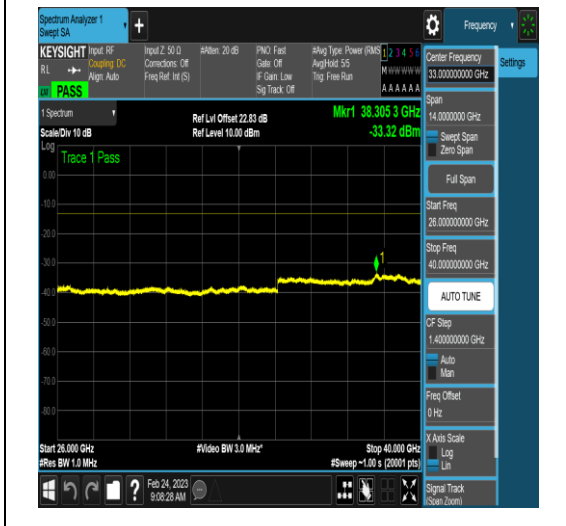 Spectrum Analyzer 1
Swept SA
Frequency
KEYSIGHT
RL
Input: RF
Coupling: DC
Align: Auto
Input Z: 50 Ω
Corrections: Off
Freq Ref: Int (S)
#Atten: 20 dB
PNO: Fast
Gate: Off
IF Gain: Low
Sig Track: Off
#Avg Type: Power (RMS
Avg|Hold: 5/5
Trig: Free Run
1 2 3 4 5 6
M W W W W W
A A A A A A
PASS
1 Spectrum
Scale/Div 10 dB
Ref Lvl Offset 22.83 dB
Ref Level 10.00 dBm
Mkr1 38.305 3 GHz
-33.32 dBm
Log
Trace 1 Pass
0.00
-10.0
-20.0
-30.0
-40.0
-50.0
-60.0
-70.0
-80.0
1
Start 26.000 GHz
#Res BW 1.0 MHz
#Video BW 3.0 MHz*
Stop 40.000 GHz
#Sweep ~1.00 s (20001 pts)
Feb 24, 2023
9:08:28 AM
Center Frequency
33.000000000 GHz
Settings
Span
14.0000000 GHz
Swept Span
Zero Span
Full Span
Start Freq
26.000000000 GHz
Stop Freq
40.000000000 GHz
AUTO TUNE
CF Step
1.400000000 GHz
Auto
Man
Freq Offset
0 Hz
X Axis Scale
Log
Lin
Signal Track
(Span Zoom)